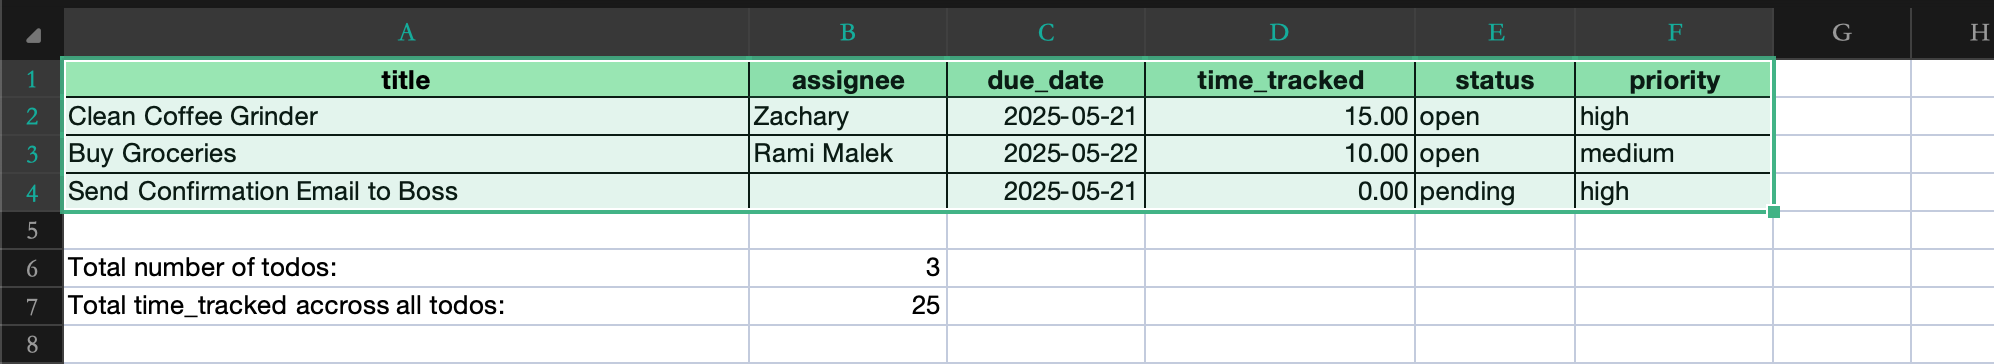 A B C D E F G H
1 title assignee due_date time_tracked status priority
2 Clean Coffee Grinder Zachary 2025-05-21 15.00 open high
3 Buy Groceries Rami Malek 2025-05-22 10.00 open medium
4 Send Confirmation Email to Boss 2025-05-21 0.00 pending high
5
6 Total number of todos: 3
7 Total time_tracked accross all todos: 25
8